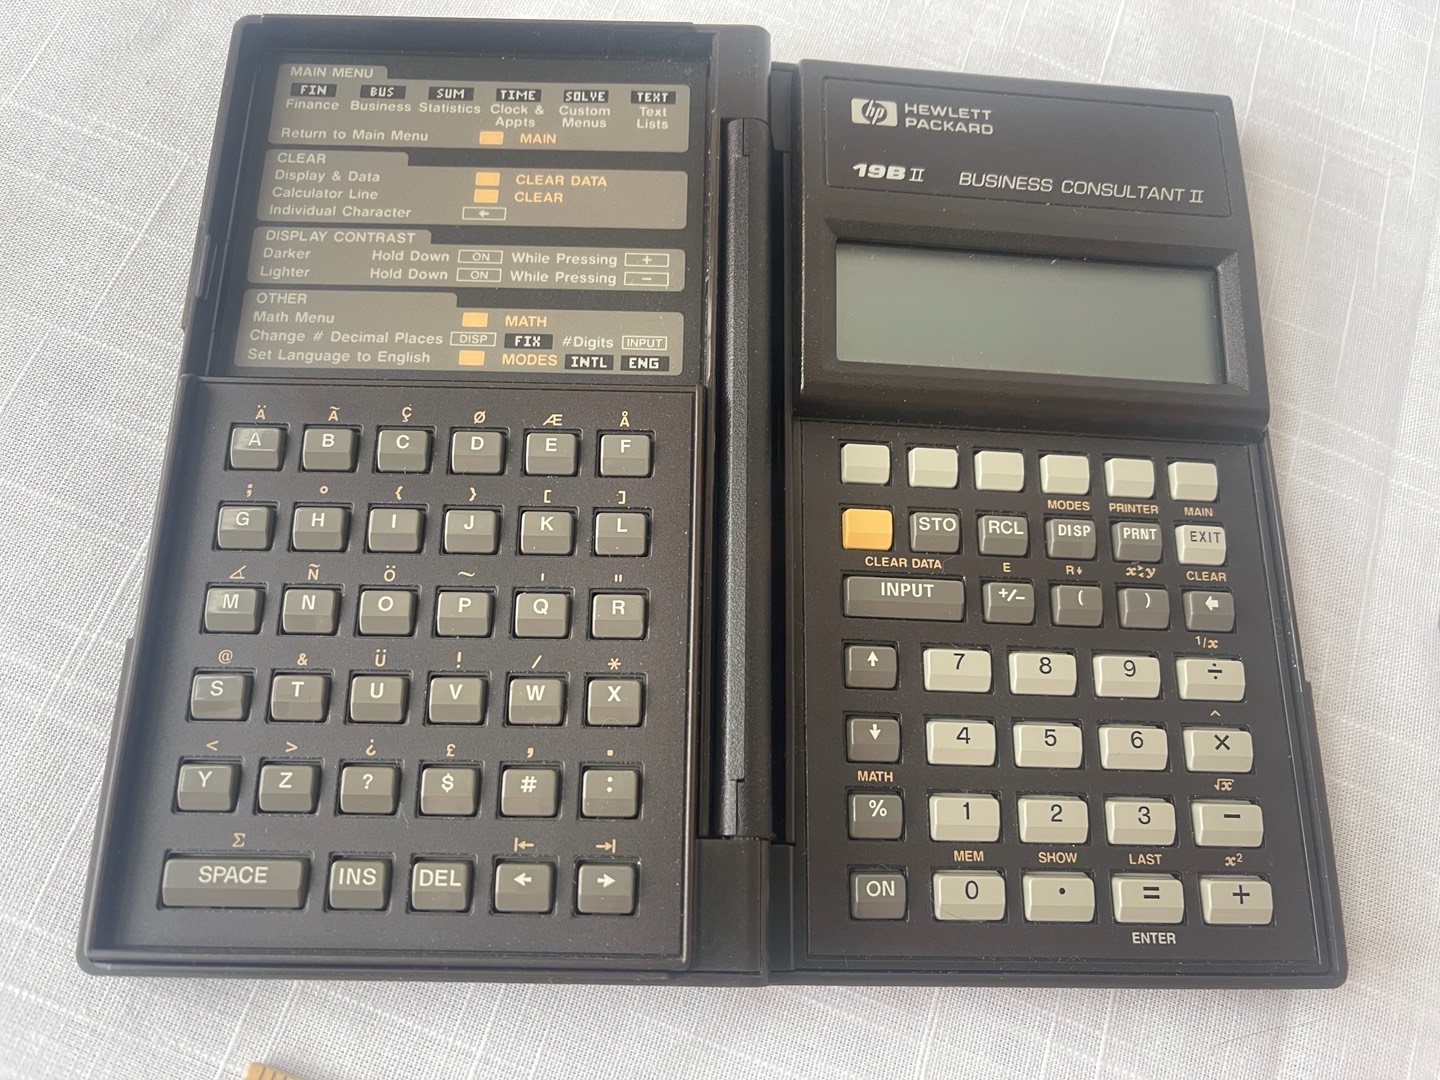 MAIN MENU
FIN BUS SUM TIME SOLVE TEXT
Finance Business Statistics Clock & Appts Custom Menus Text Lists
Return to Main Menu MAIN
CLEAR
Display & Data CLEAR DATA
Calculator Line CLEAR
Individual Character ←
DISPLAY CONTRAST
Darker Hold Down ON While Pressing +
Lighter Hold Down ON While Pressing −
OTHER
Math Menu MATH
Change # Decimal Places DISP FIX #Digits INPUT
Set Language to English MODES INTL ENG
Ä Ã Ç Ø Æ Å
A B C D E F
; ° { } [ ]
G H I J K L
∡ Ñ Ö ~ ' "
M N O P Q R
@ & Ü ! / *
S T U V W X
< > ¿ £ , .
Y Z ? $ # :
Σ |← →|
SPACE INS DEL ← →
hp HEWLETT
PACKARD
19B II BUSINESS CONSULTANT II
MODES PRINTER MAIN
STO RCL DISP PRNT EXIT
CLEAR DATA E R↓ x≷y CLEAR
INPUT +/− ( ) ←
1/x
↑ 7 8 9 ÷
^
↓ 4 5 6 ×
MATH √x
% 1 2 3 −
MEM SHOW LAST x²
ON 0 . = +
ENTER